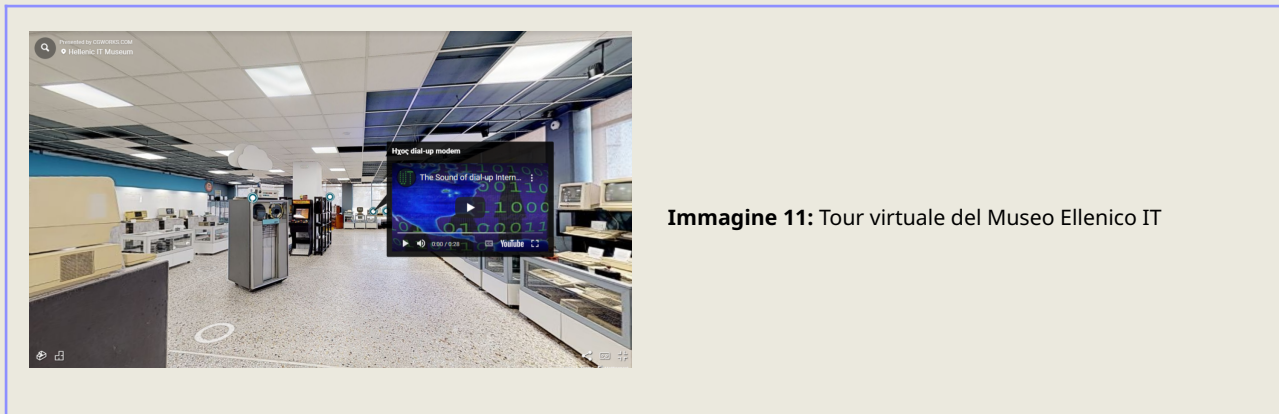 Presented by COWORKS.COM
Hellenic IT Museum
Ηχος dial-up modem
The Sound of dial-up Intern...
0:00 / 0:28
YouTube
Immagine 11: Tour virtuale del Museo Ellenico IT